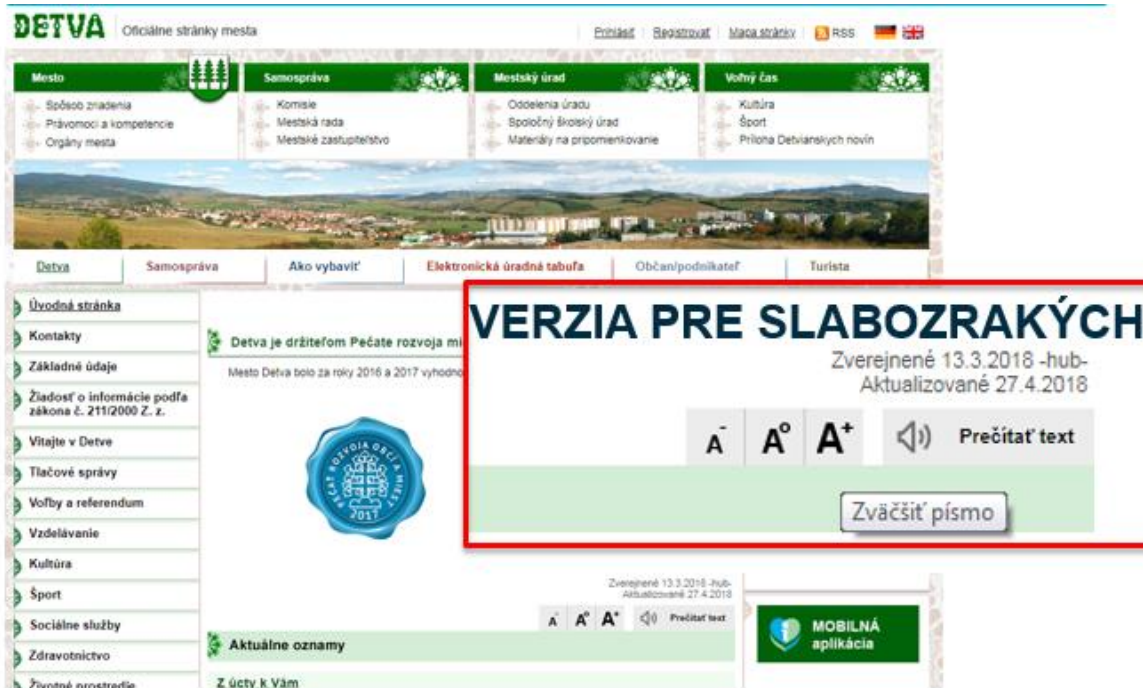 DETVA Oficiálne stránky mesta
Prihlásiť Registrovať Mapa stránky RSS
Mesto
Spôsob zriadenia
Právomoci a kompetencie
Orgány mesta
Samospráva
Komisie
Mestská rada
Mestské zastupiteľstvo
Mestský úrad
Oddelenia úradu
Spoločný školský úrad
Materiály na pripomienkovanie
Voľný čas
Kultúra
Šport
Príloha Detvianskych novín
Detva Samospráva Ako vybaviť Elektronická úradná tabuľa Občan/podnikateľ Turista
Úvodná stránka
Kontakty
Základné údaje
Žiadosť o informácie podľa
zákona č. 211/2000 Z. z.
Vitajte v Detve
Tlačové správy
Voľby a referendum
Vzdelávanie
Kultúra
Šport
Sociálne služby
Zdravotníctvo
Životné prostredie
Detva je držiteľom Pečate rozvoja
Mesto Detva bolo za roky 2016 a 2017
PEČAŤ ROZVOJA OBCÍ A MIEST
2017
VERZIA PRE SLABOZRAKÝCH
Zverejnené 13.3.2018 -hub-
Aktualizované 27.4.2018
A- A° A+ Prečítať text
Zväčšiť písmo
Zverejnené 13.3.2018 -hub-
Aktualizované 27.4.2018
A- A° A+ Prečítať text
Aktuálne oznamy
Z úcty k Vám
MOBILNÁ
aplikácia